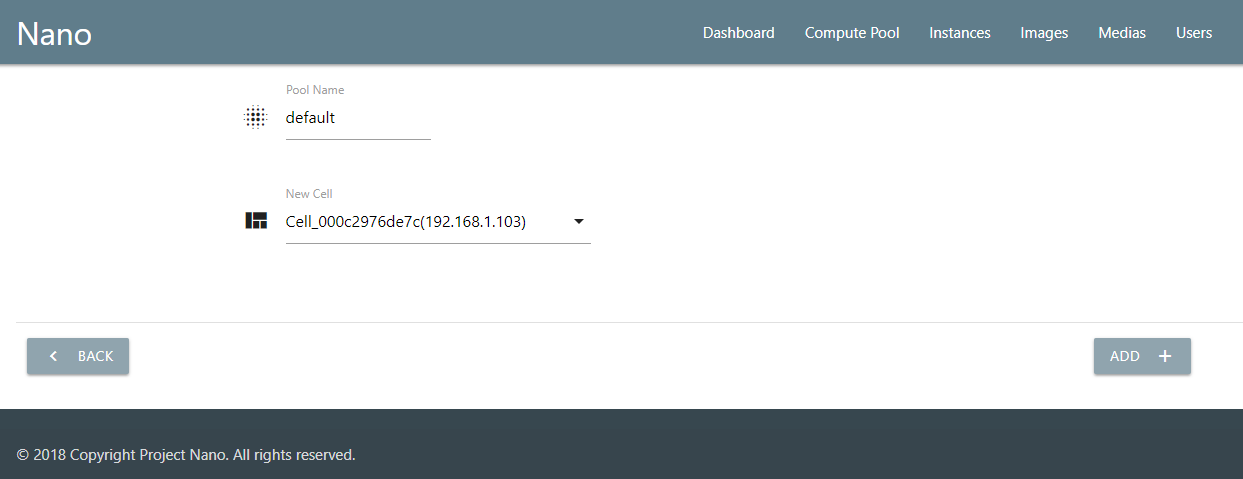 Nano Dashboard Compute Pool Instances Images Medias Users
Pool Name
default
New Cell
Cell_000c2976de7c(192.168.1.103)
BACK ADD
© 2018 Copyright Project Nano. All rights reserved.